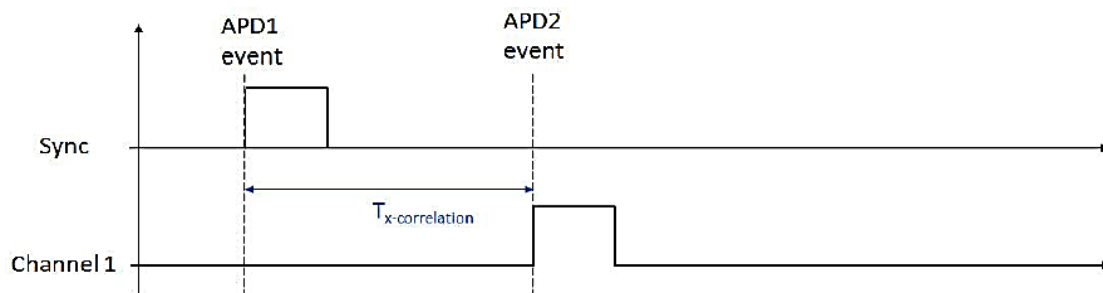 APD1
event
APD2
event
Sync
Tx-correlation
Channel 1